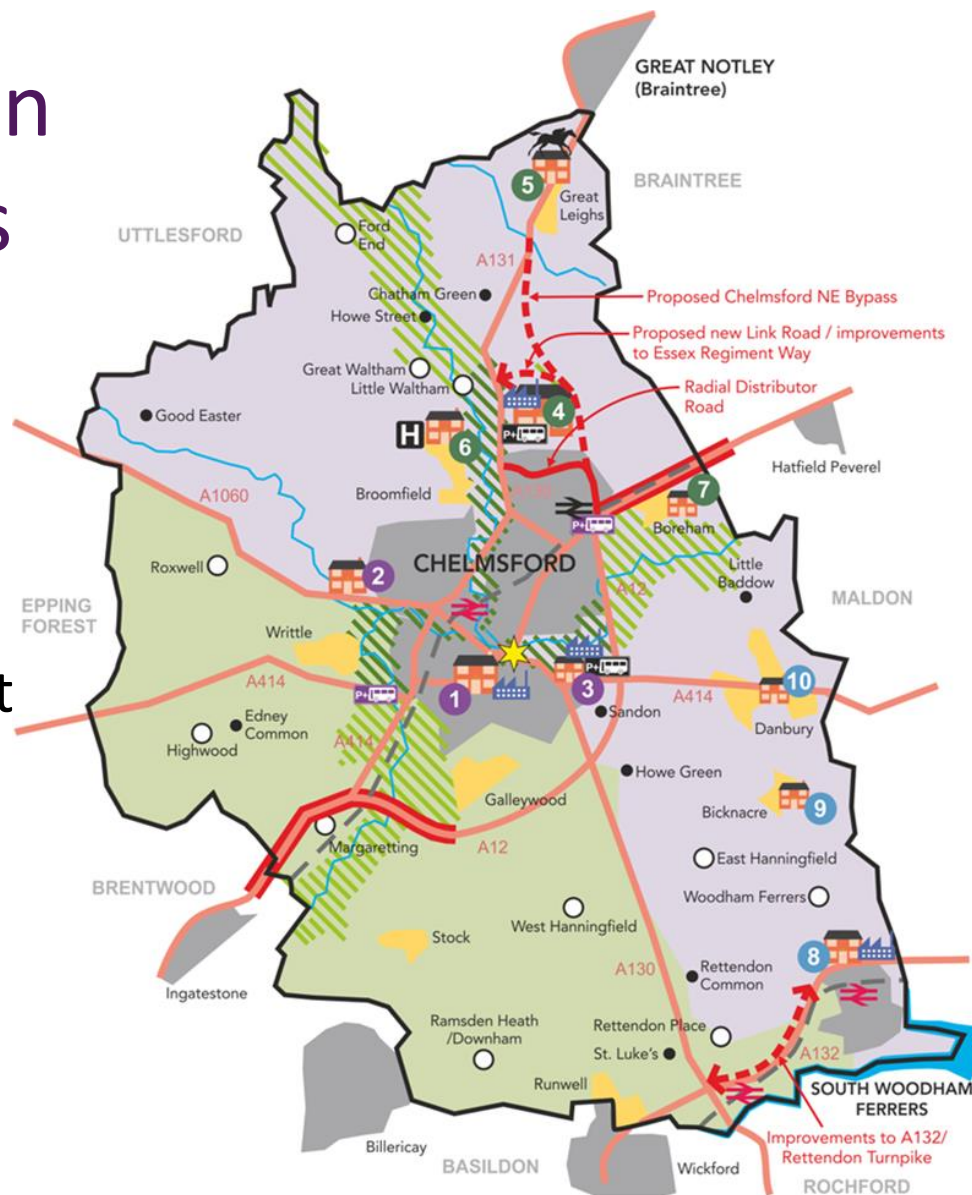 n
s
t
GREAT NOTLEY
(Braintree)
BRAINTREE
5
Great
Leighs
UTTLESFORD
Ford
End
A131
Chatham Green
Howe Street
Proposed Chelmsford NE Bypass
Proposed new Link Road / improvements
to Essex Regiment Way
Great Waltham
Little Waltham
Radial Distributor
Road
Good Easter
4
P+
H
6
Hatfield Peverel
Broomfield
A1060
A130
7
Boreham
P+
CHELMSFORD
Roxwell
2
Little
Baddow
A12
EPPING
FOREST
MALDON
Writtle
A414
P+
1
3
P+
A414
10
Sandon
Danbury
Edney
Common
Highwood
A414
Howe Green
Galleywood
Bicknacre
9
Margaretting
A12
East Hanningfield
BRENTWOOD
Woodham Ferrers
West Hanningfield
Stock
8
A130
Rettendon
Common
Ingatestone
Ramsden Heath
/Downham
Rettendon Place
St. Luke's
A132
Runwell
SOUTH WOODHAM
FERRERS
Billericay
Improvements to A132/
Rettendon Turnpike
BASILDON
Wickford
ROCHFORD